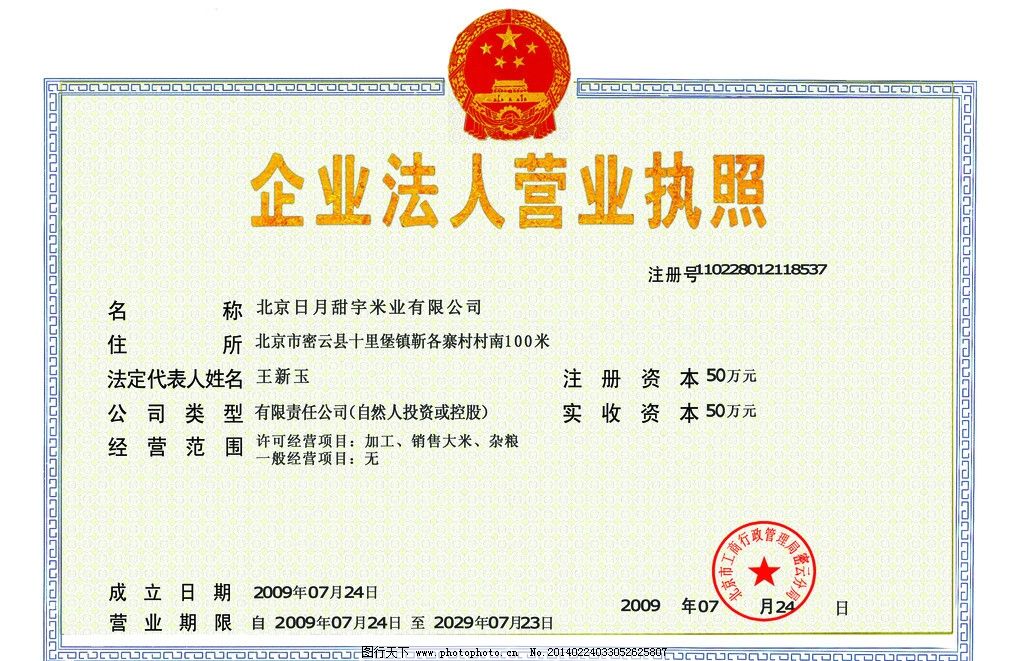 企业法人营业执照
注册号110228012118537
名 称 北京日月甜宇米业有限公司
住 所 北京市密云县十里堡镇靳各寨村村南100米
法定代表人姓名 王新玉 注 册 资 本 50万元
公 司 类 型 有限责任公司(自然人投资或控股) 实 收 资 本 50万元
经 营 范 围 许可经营项目：加工、销售大米、杂粮
一般经营项目：无
北京市工商行政管理局密云分局
成 立 日 期 2009年07月24日
2009 年07 月24 日
营 业 期 限 自 2009年07月24日 至 2029年07月23日
图行天下 www.photophoto.cn No.20140224033052625807